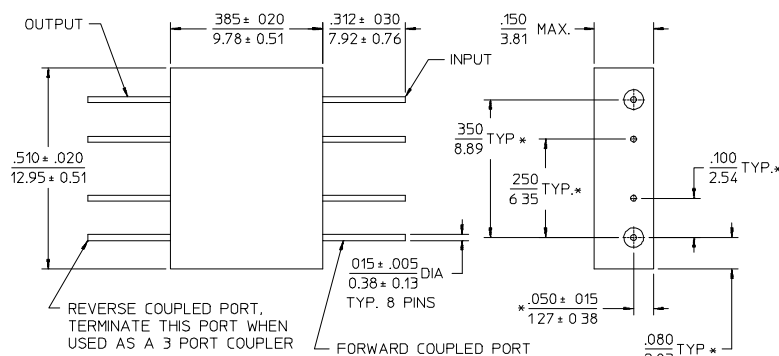 OUTPUT
.385± .020
9.78± 0.51
.312± .030
7.92± 0.76
INPUT
.150
3.81
MAX.
.510± .020
12.95± 0.51
.350
8.89
TYP *
.250
6 35
TYP.*
.100
2.54
TYP.*
015± .005
0.38± 0.13
DIA
TYP. 8 PINS
* .050± 015
127± 0 38
.080
TYP *
REVERSE COUPLED PORT,
TERMINATE THIS PORT WHEN
USED AS A 3 PORT COUPLER
FORWARD COUPLED PORT